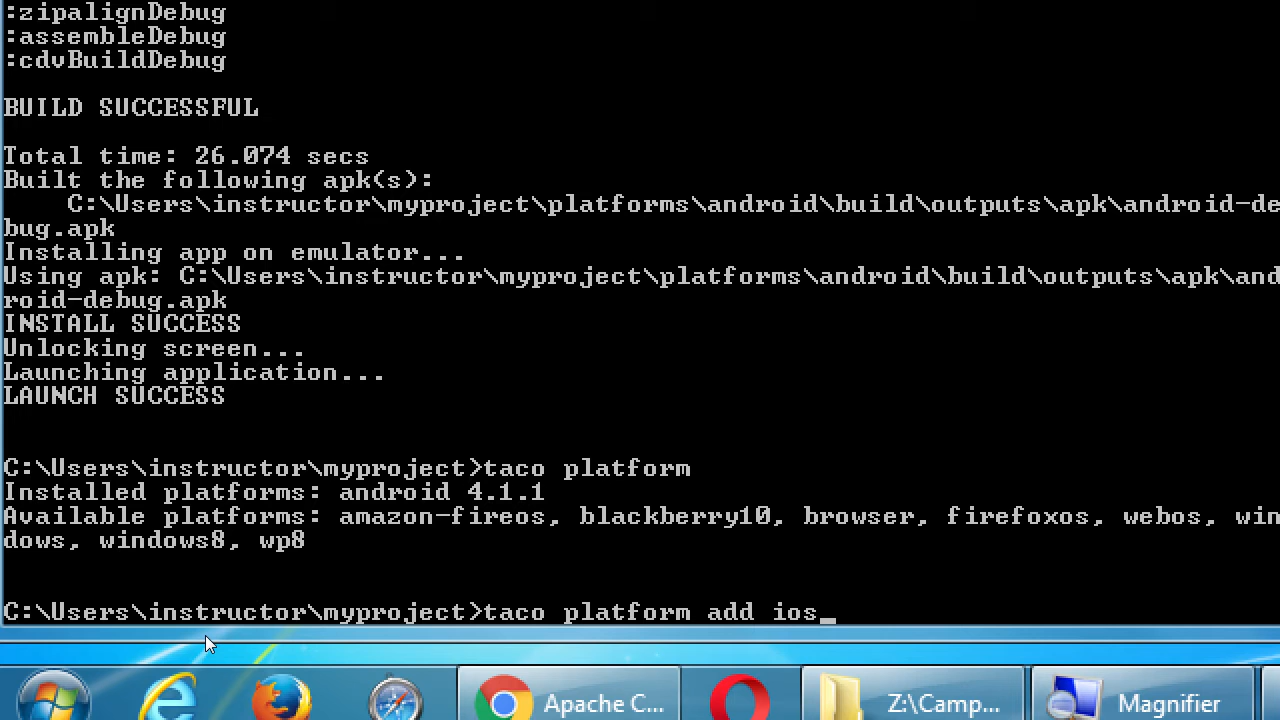 :zipalignDebug
:assembleDebug
:cdvBuildDebug
BUILD SUCCESSFUL
Total time: 26.074 secs
Built the following apk(s):
C:\Users\instructor\myproject\platforms\android\build\outputs\apk\android-de
bug.apk
Installing app on emulator...
Using apk: C:\Users\instructor\myproject\platforms\android\build\outputs\apk\and
roid-debug.apk
INSTALL SUCCESS
Unlocking screen...
Launching application...
LAUNCH SUCCESS
C:\Users\instructor\myproject>taco platform
Installed platforms: android 4.1.1
Available platforms: amazon-fireos, blackberry10, browser, firefoxos, webos, win
dows, windows8, wp8
C:\Users\instructor\myproject>taco platform add ios_
Apache C... Z:\Camp... Magnifier